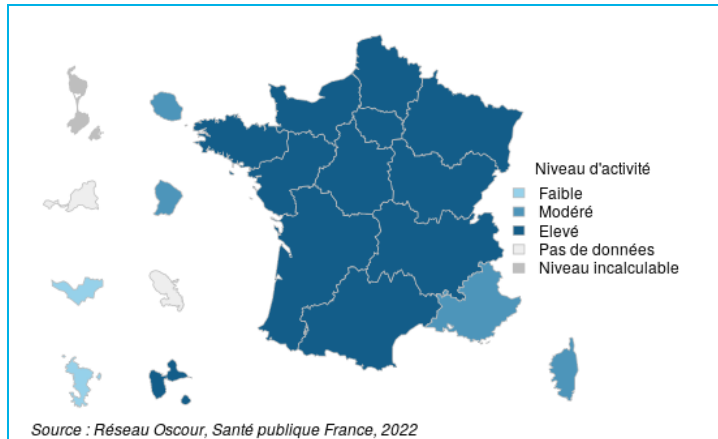 Niveau d'activité
Faible
Modéré
Elevé
Pas de données
Niveau incalculable
Source : Réseau Oscour, Santé publique France, 2022